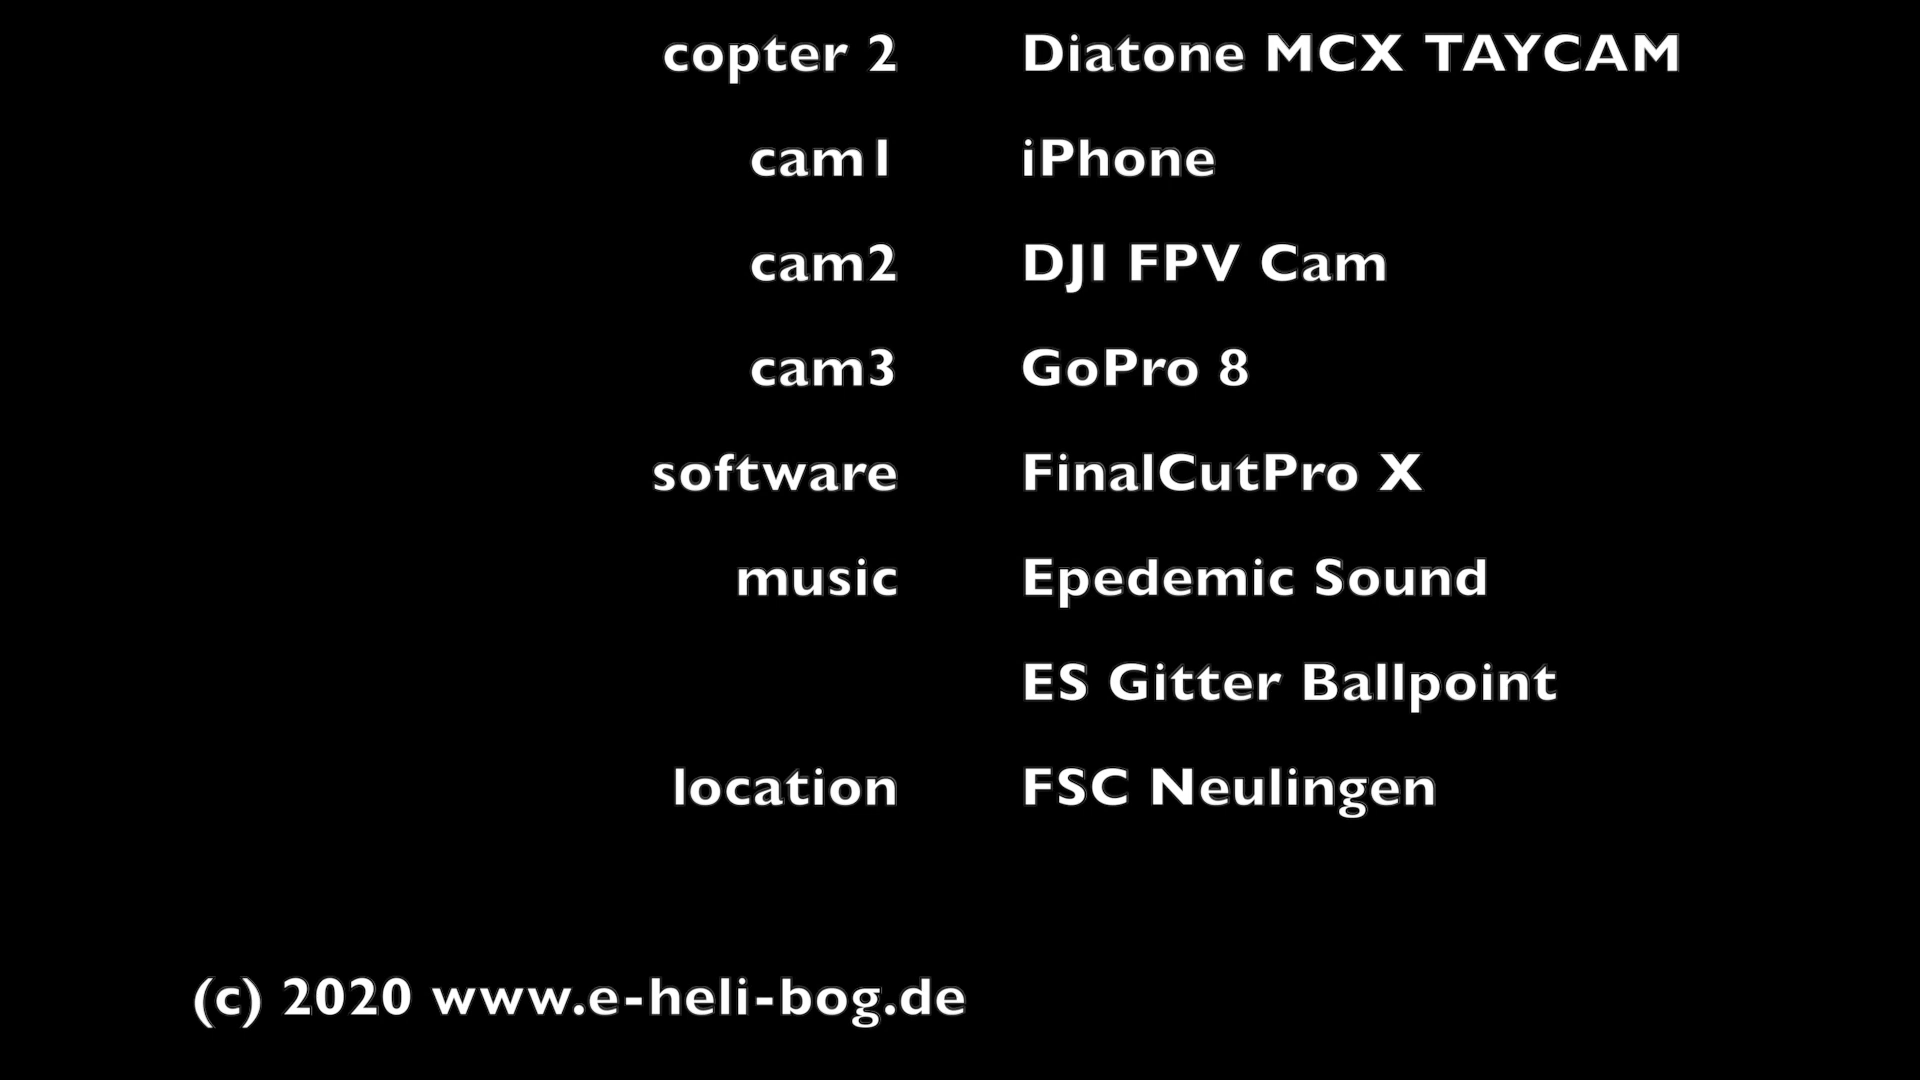 copter 2 Diatone MCX TAYCAM
cam1 iPhone
cam2 DJI FPV Cam
cam3 GoPro 8
software FinalCutPro X
music Epedemic Sound
ES Gitter Ballpoint
location FSC Neulingen
(c) 2020 www.e-heli-bog.de